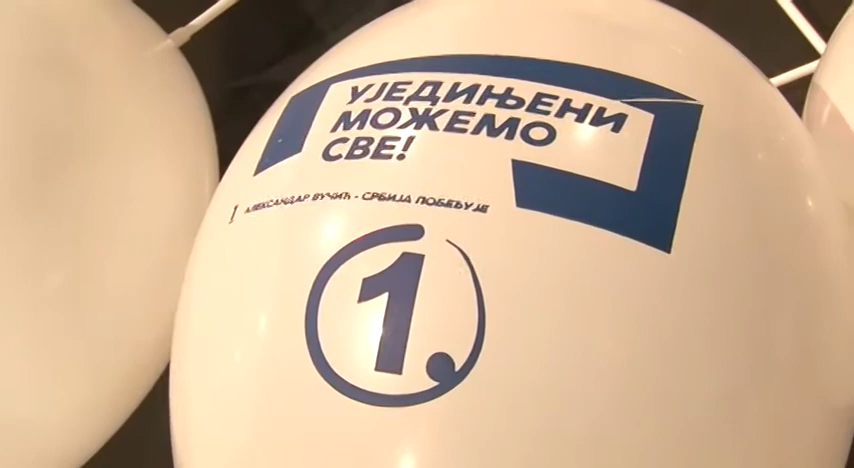 УЈЕДИЊЕНИ
МОЖЕМО
СВЕ!
1 АЛЕКСАНДАР ВУЧИЋ - СРБИЈА ПОБЕЂУЈЕ
1.